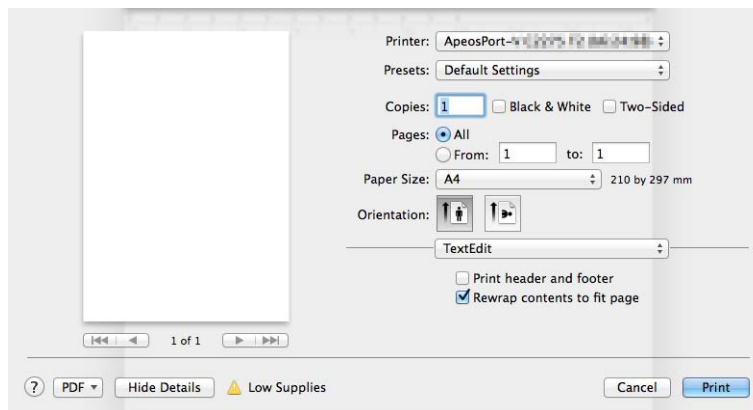 Printer: ApeosPort-
Presets: Default Settings
Copies: 1 Black & White Two-Sided
Pages: All
From: 1 to: 1
Paper Size: A4 210 by 297 mm
Orientation:
TextEdit
Print header and footer
Rewrap contents to fit page
1 of 1
? PDF Hide Details Low Supplies Cancel Print